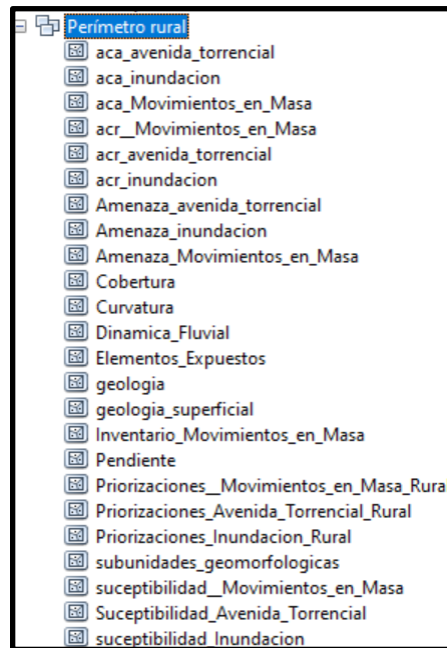 Perímetro rural
aca_avenida_torrencial
aca_inundacion
aca_Movimientos_en_Masa
acr__Movimientos_en_Masa
acr_avenida_torrencial
acr_inundacion
Amenaza_avenida_torrencial
Amenaza_inundacion
Amenaza_Movimientos_en_Masa
Cobertura
Curvatura
Dinamica_Fluvial
Elementos_Expuestos
geologia
geologia_superficial
Inventario_Movimientos_en_Masa
Pendiente
Priorizaciones__Movimientos_en_Masa_Rural
Priorizaciones_Avenida_Torrencial_Rural
Priorizaciones_Inundacion_Rural
subunidades_geomorfologicas
suceptibilidad__Movimientos_en_Masa
Suceptibilidad_Avenida_Torrencial
suceptibilidad_Inundacion